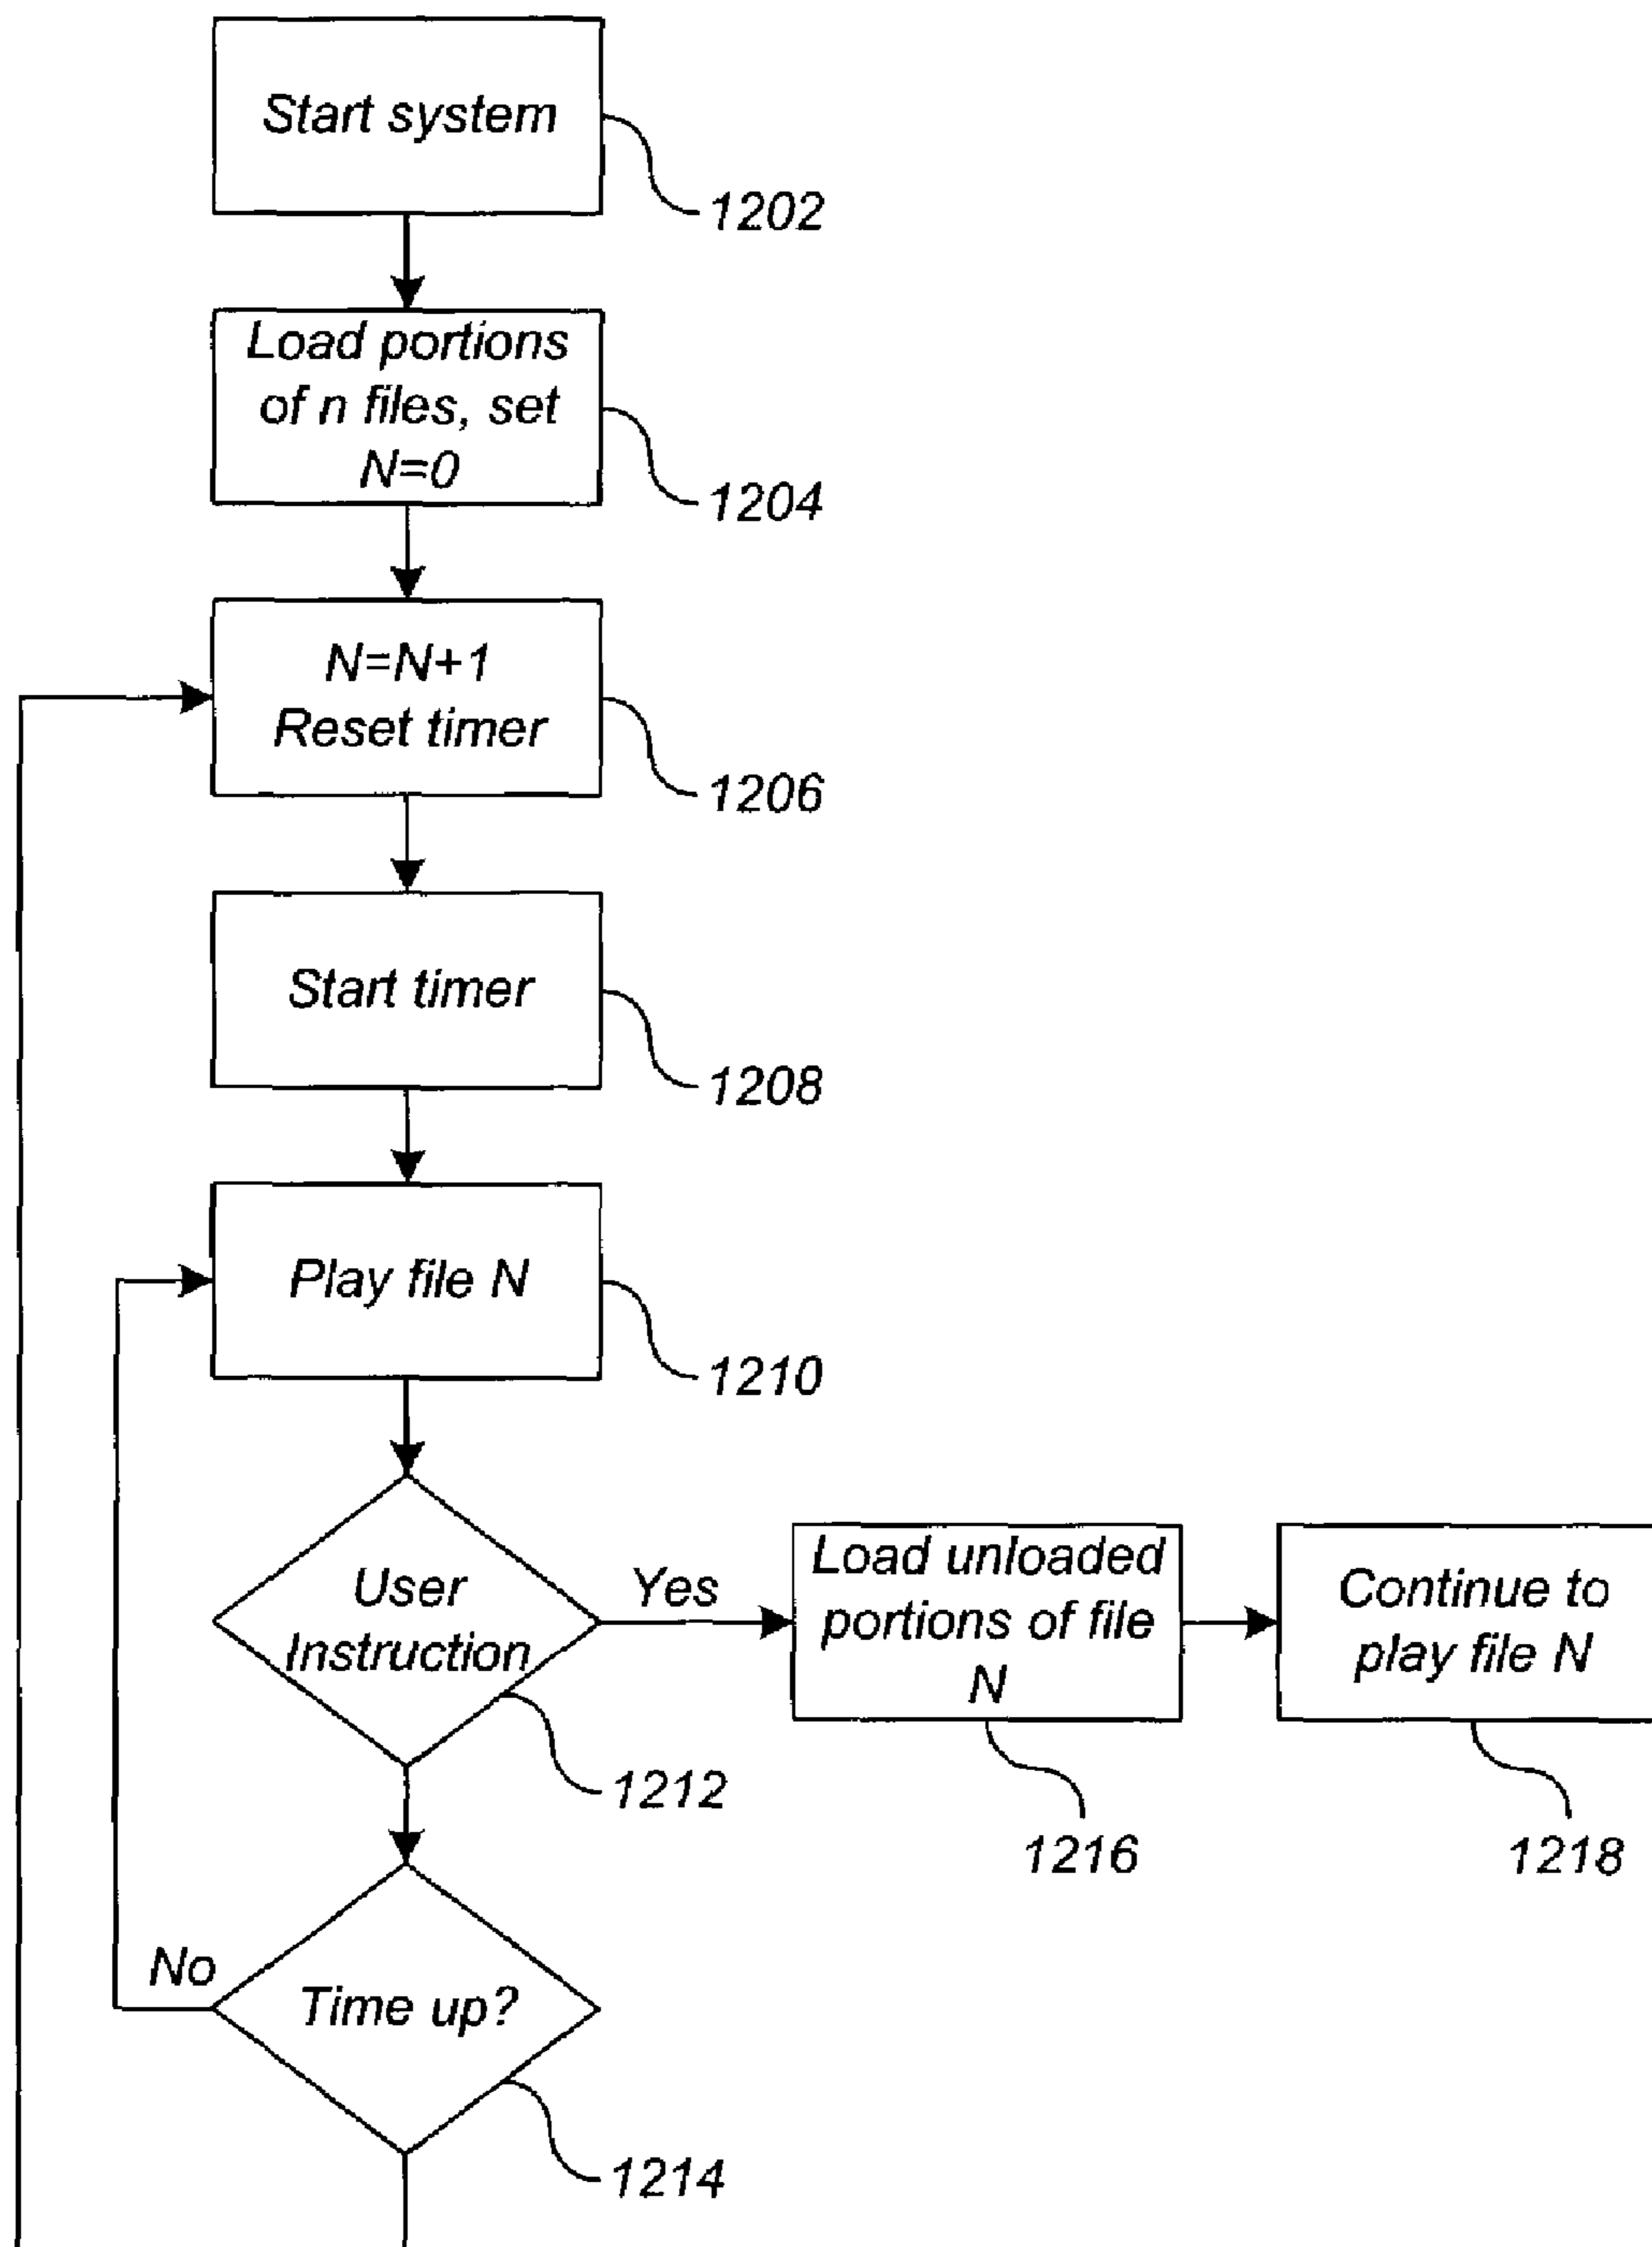 Start system
1202
Load portions
of n files, set
N=0
1204
N=N+1
Reset timer
1206
Start timer
1208
Play file N
1210
User
Instruction
Yes
1212
Load unloaded
portions of file
N
1216
Continue to
play file N
1218
No
Time up?
1214